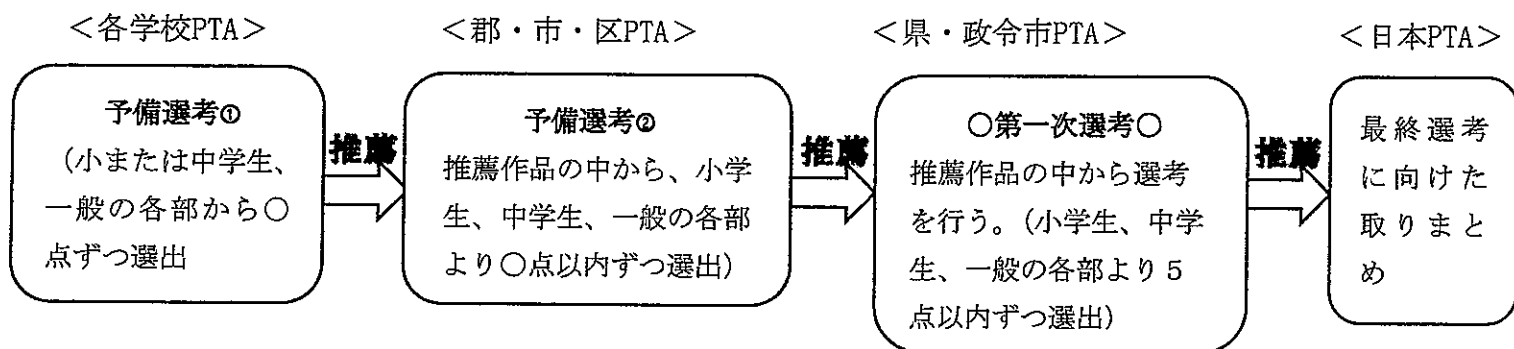 ＜各学校PTA＞
予備選考①
（小または中学生、
一般の各部から〇
点ずつ選出
推薦
＜郡・市・区PTA＞
予備選考②
推薦作品の中から、小学
生、中学生、一般の各部
より〇点以内ずつ選出）
推薦
＜県・政令市PTA＞
〇第一次選考〇
推薦作品の中から選考
を行う。（小学生、中学
生、一般の各部より５
点以内ずつ選出）
推薦
＜日本PTA＞
最終選考
に向けた
取りまと
め